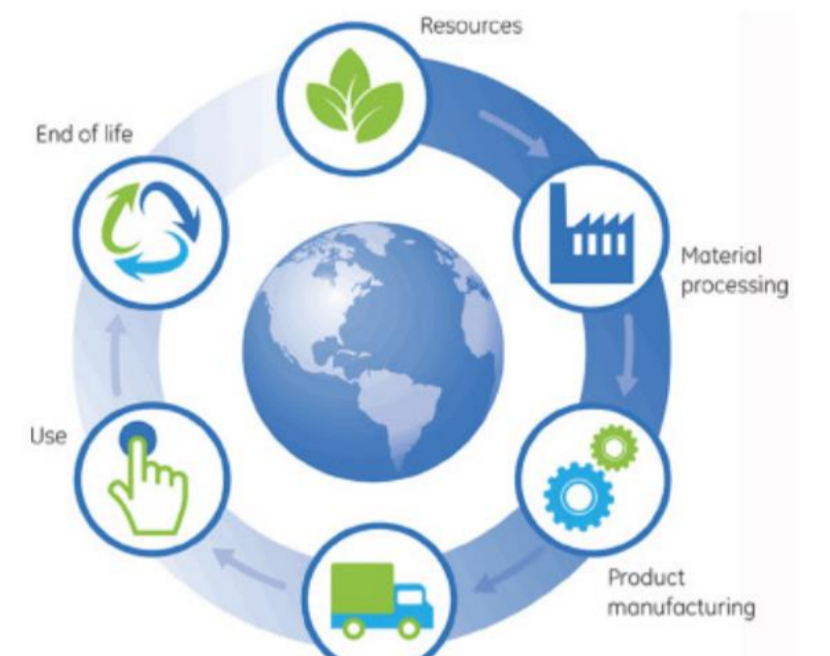 Resources
Material
processing
Product
manufacturing
Use
End of life